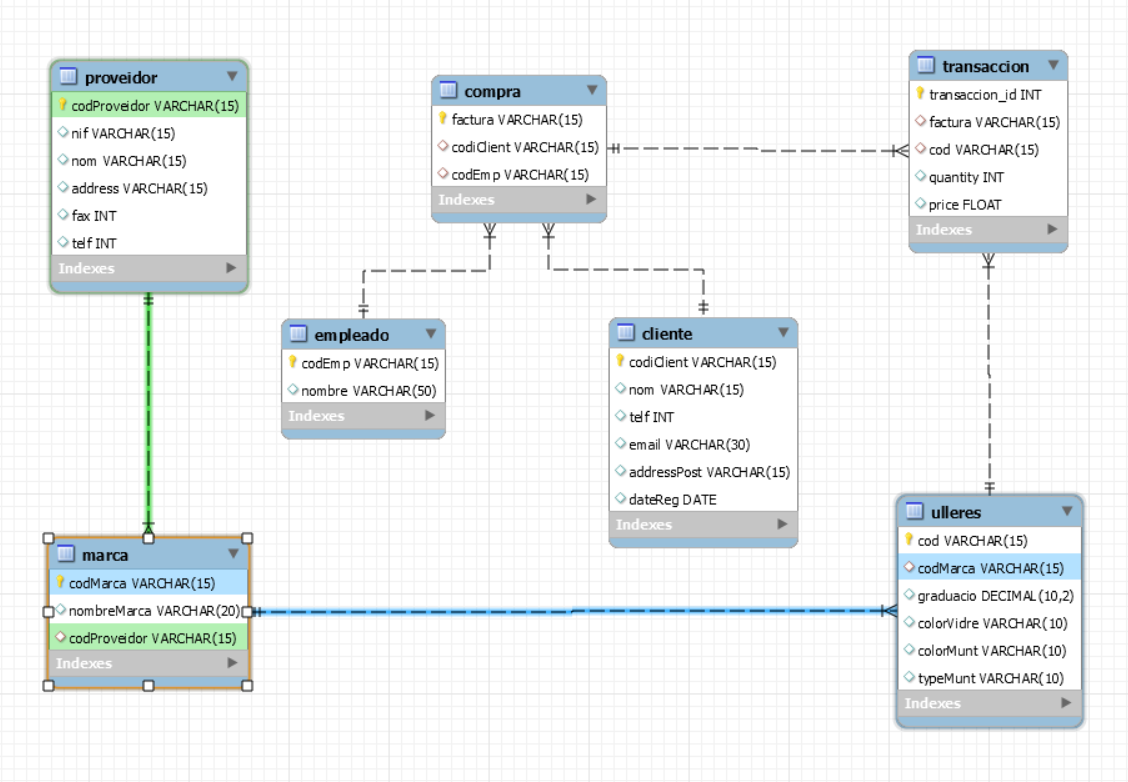 proveidor
codProveidor VARCHAR(15)
nif VARCHAR(15)
nom VARCHAR(15)
address VARCHAR(15)
fax INT
telf INT
Indexes
compra
factura VARCHAR(15)
codiClient VARCHAR(15)
codEmp VARCHAR(15)
Indexes
transaccion
transaccion_id INT
factura VARCHAR(15)
cod VARCHAR(15)
quantity INT
price FLOAT
Indexes
empleado
codEmp VARCHAR(15)
nombre VARCHAR(50)
Indexes
cliente
codiClient VARCHAR(15)
nom VARCHAR(15)
telf INT
email VARCHAR(30)
addressPost VARCHAR(15)
dateReg DATE
Indexes
marca
codMarca VARCHAR(15)
nombreMarca VARCHAR(20)
codProveidor VARCHAR(15)
Indexes
ulleres
cod VARCHAR(15)
codMarca VARCHAR(15)
graduacio DECIMAL(10,2)
colorVidre VARCHAR(10)
colorMunt VARCHAR(10)
typeMunt VARCHAR(10)
Indexes